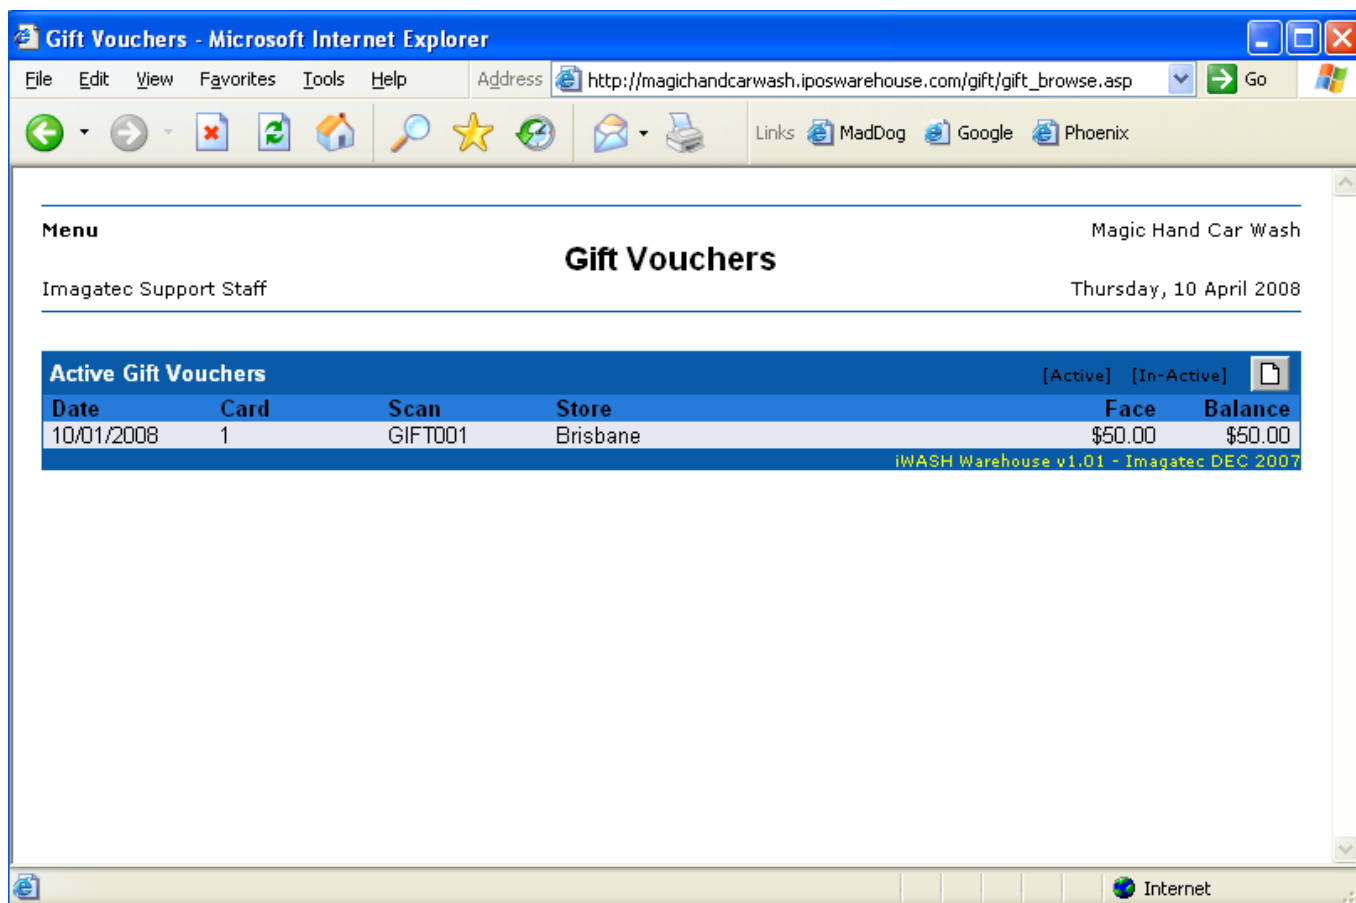 Gift Vouchers - Microsoft Internet Explorer
File Edit View Favorites Tools Help Address http://magichandcarwash.iposwarehouse.com/gift/gift_browse.asp Go
Links MadDog Google Phoenix
Menu Magic Hand Car Wash
Gift Vouchers
Imagatec Support Staff Thursday, 10 April 2008
Active Gift Vouchers [Active] [In-Active]
Date Card Scan Store Face Balance
10/01/2008 1 GIFT001 Brisbane $50.00 $50.00
iWASH Warehouse v1.01 - Imagatec DEC 2007
Internet